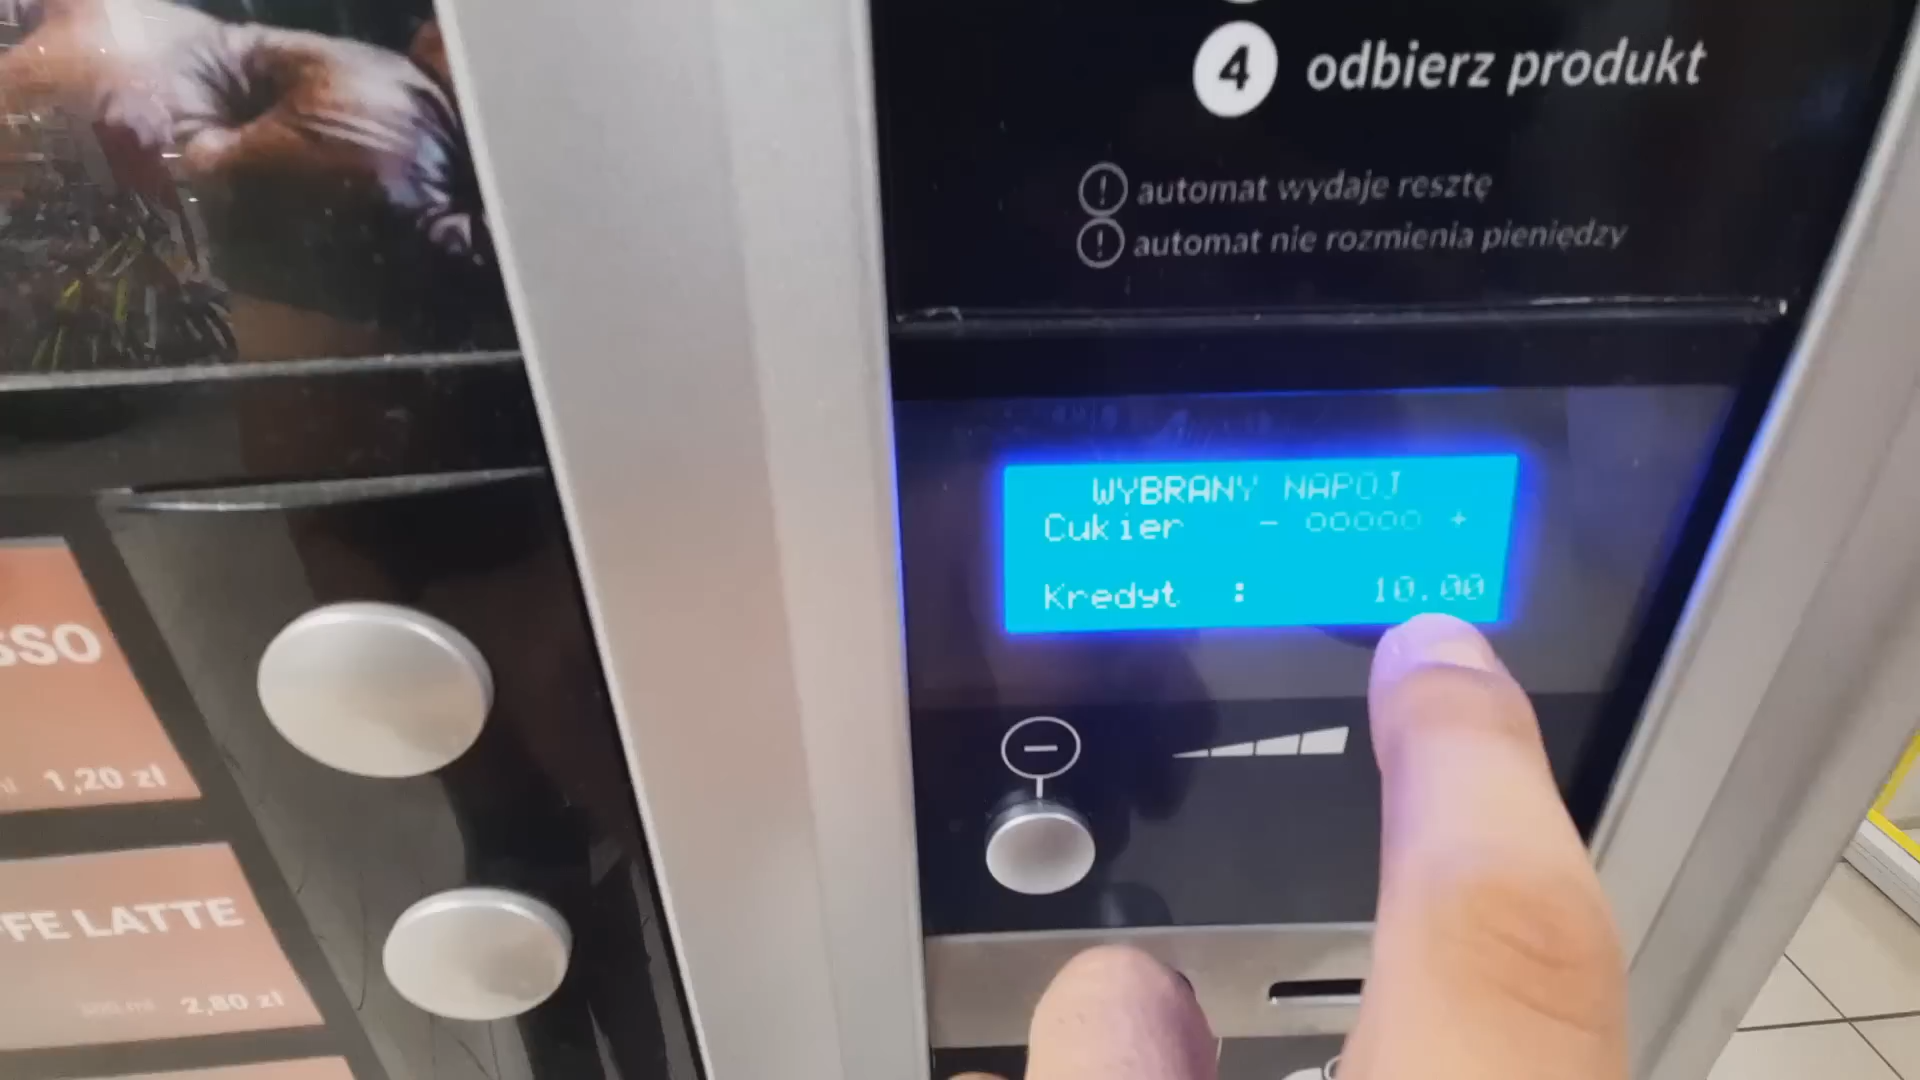 4 odbierz produkt
! automat wydaje resztę
! automat nie rozmienia pieniędzy
WYBRANY NAPOJ
Cukier - OOOOO +
Kredyt : 10.00
SSO
1,20 zł
FE LATTE
2,80 zł